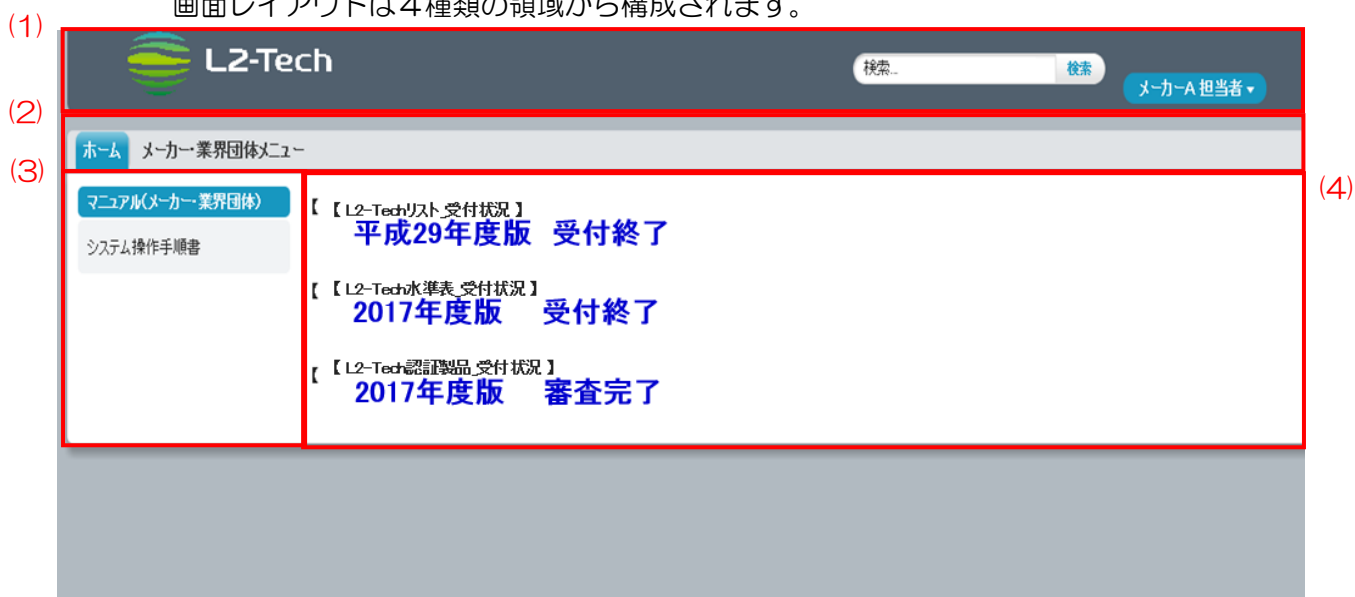 画面レイアウトは４種類の領域から構成されます。
(1)
L2-Tech
検索...
検索
メーカーA 担当者▼
(2)
ホーム メーカー・業界団体メニュー
(3)
(4)
マニュアル(メーカー・業界団体)
システム操作手順書
【 【 L2-Techリスト_受付状況 】
平成29年度版 受付終了
【 【 L2-Tech水準表_受付状況 】
2017年度版 受付終了
【 【 L2-Tech認証製品_受付状況 】
2017年度版 審査完了